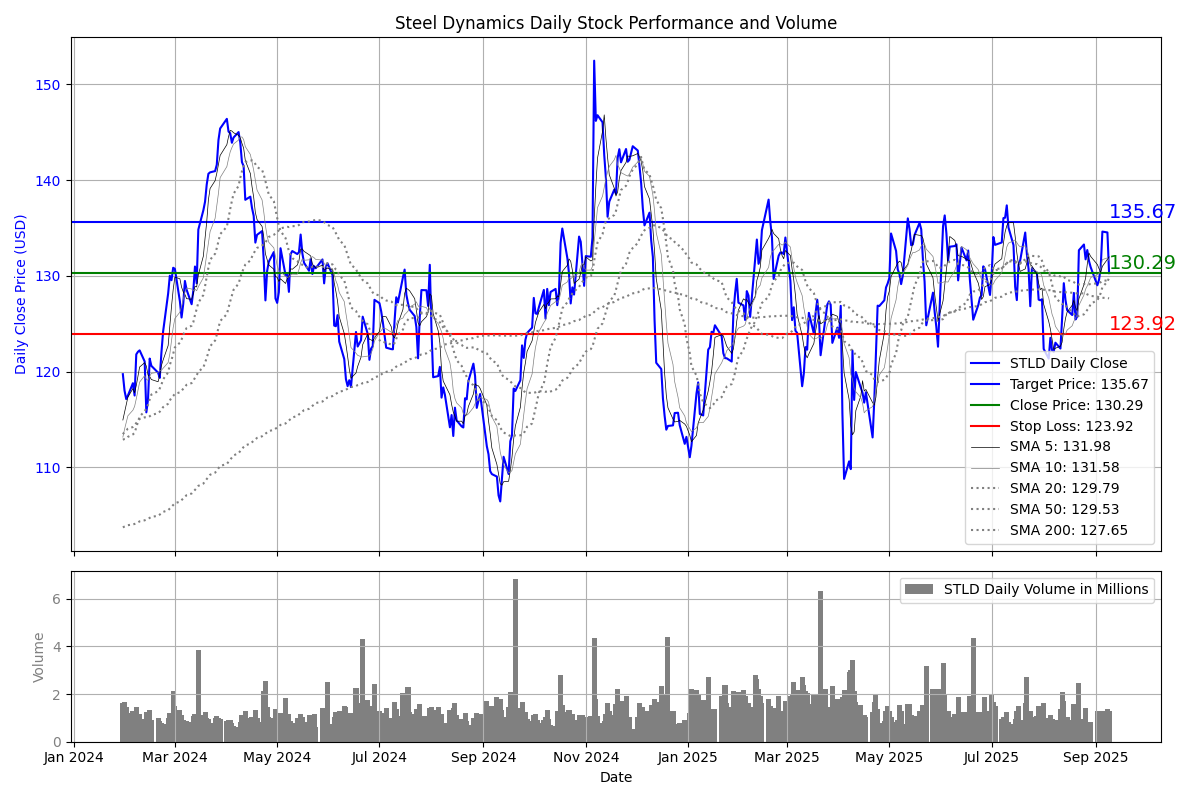 Steel Dynamics Daily Stock Performance and Volume
Daily Close Price (USD)
150
140
130
120
110
135.67
130.29
123.92
STLD Daily Close
Target Price: 135.67
Close Price: 130.29
Stop Loss: 123.92
SMA 5: 131.98
SMA 10: 131.58
SMA 20: 129.79
SMA 50: 129.53
SMA 200: 127.65
Volume
6
4
2
0
STLD Daily Volume in Millions
Jan 2024 Mar 2024 May 2024 Jul 2024 Sep 2024 Nov 2024 Jan 2025 Mar 2025 May 2025 Jul 2025 Sep 2025
Date